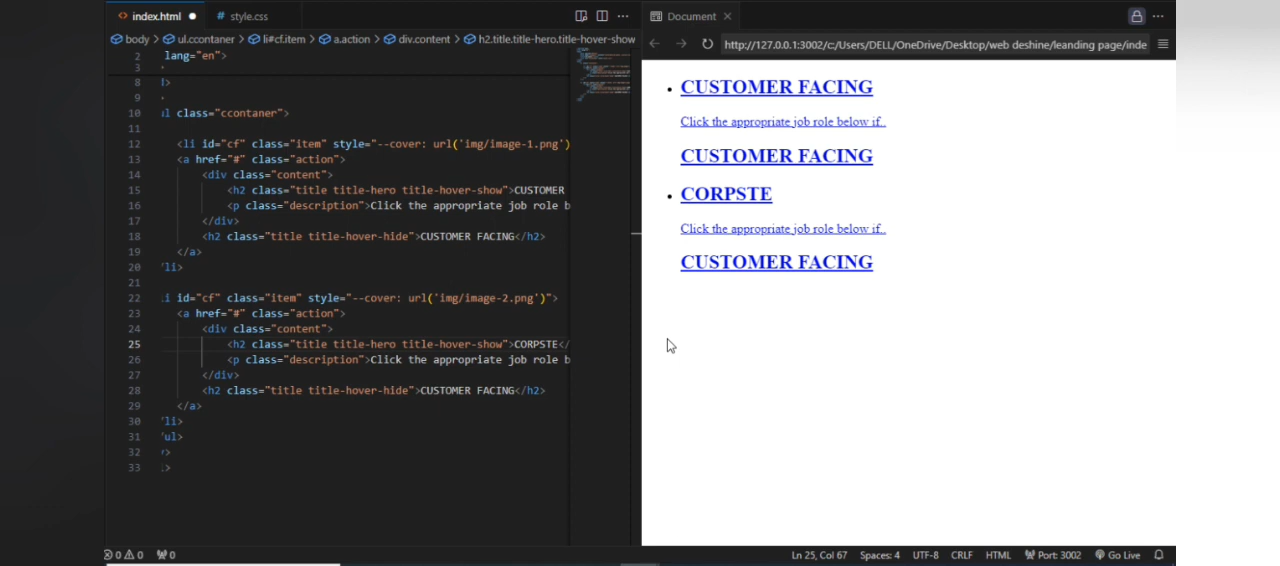 index.html
style.css
Document
body > ul.ccontaner > li#cf.item > a.action > div.content > h2.title.title-hero.title-hover-show
http://127.0.0.1:3002/c:/Users/DELL/OneDrive/Desktop/web deshine/leanding page/inde
2 lang="en">
3
8 >
9
10 ul class="ccontaner">
11
12 <li id="cf" class="item" style="--cover: url('img/image-1.png')
13 <a href="#" class="action">
14 <div class="content">
15 <h2 class="title title-hero title-hover-show">CUSTOMER
16 <p class="description">Click the appropriate job role b
17 </div>
18 <h2 class="title title-hover-hide">CUSTOMER FACING</h2>
19 </a>
20 /li>
21
22 li id="cf" class="item" style="--cover: url('img/image-2.png')">
23 <a href="#" class="action">
24 <div class="content">
25 <h2 class="title title-hero title-hover-show">CORPSTE</
26 <p class="description">Click the appropriate job role b
27 </div>
28 <h2 class="title title-hover-hide">CUSTOMER FACING</h2>
29 </a>
30 /li>
31 /ul>
32 >
33 >
CUSTOMER FACING
Click the appropriate job role below if..
CUSTOMER FACING
CORPSTE
Click the appropriate job role below if..
CUSTOMER FACING
0 0 0 Ln 25, Col 67 Spaces: 4 UTF-8 CRLF HTML Port: 3002 Go Live